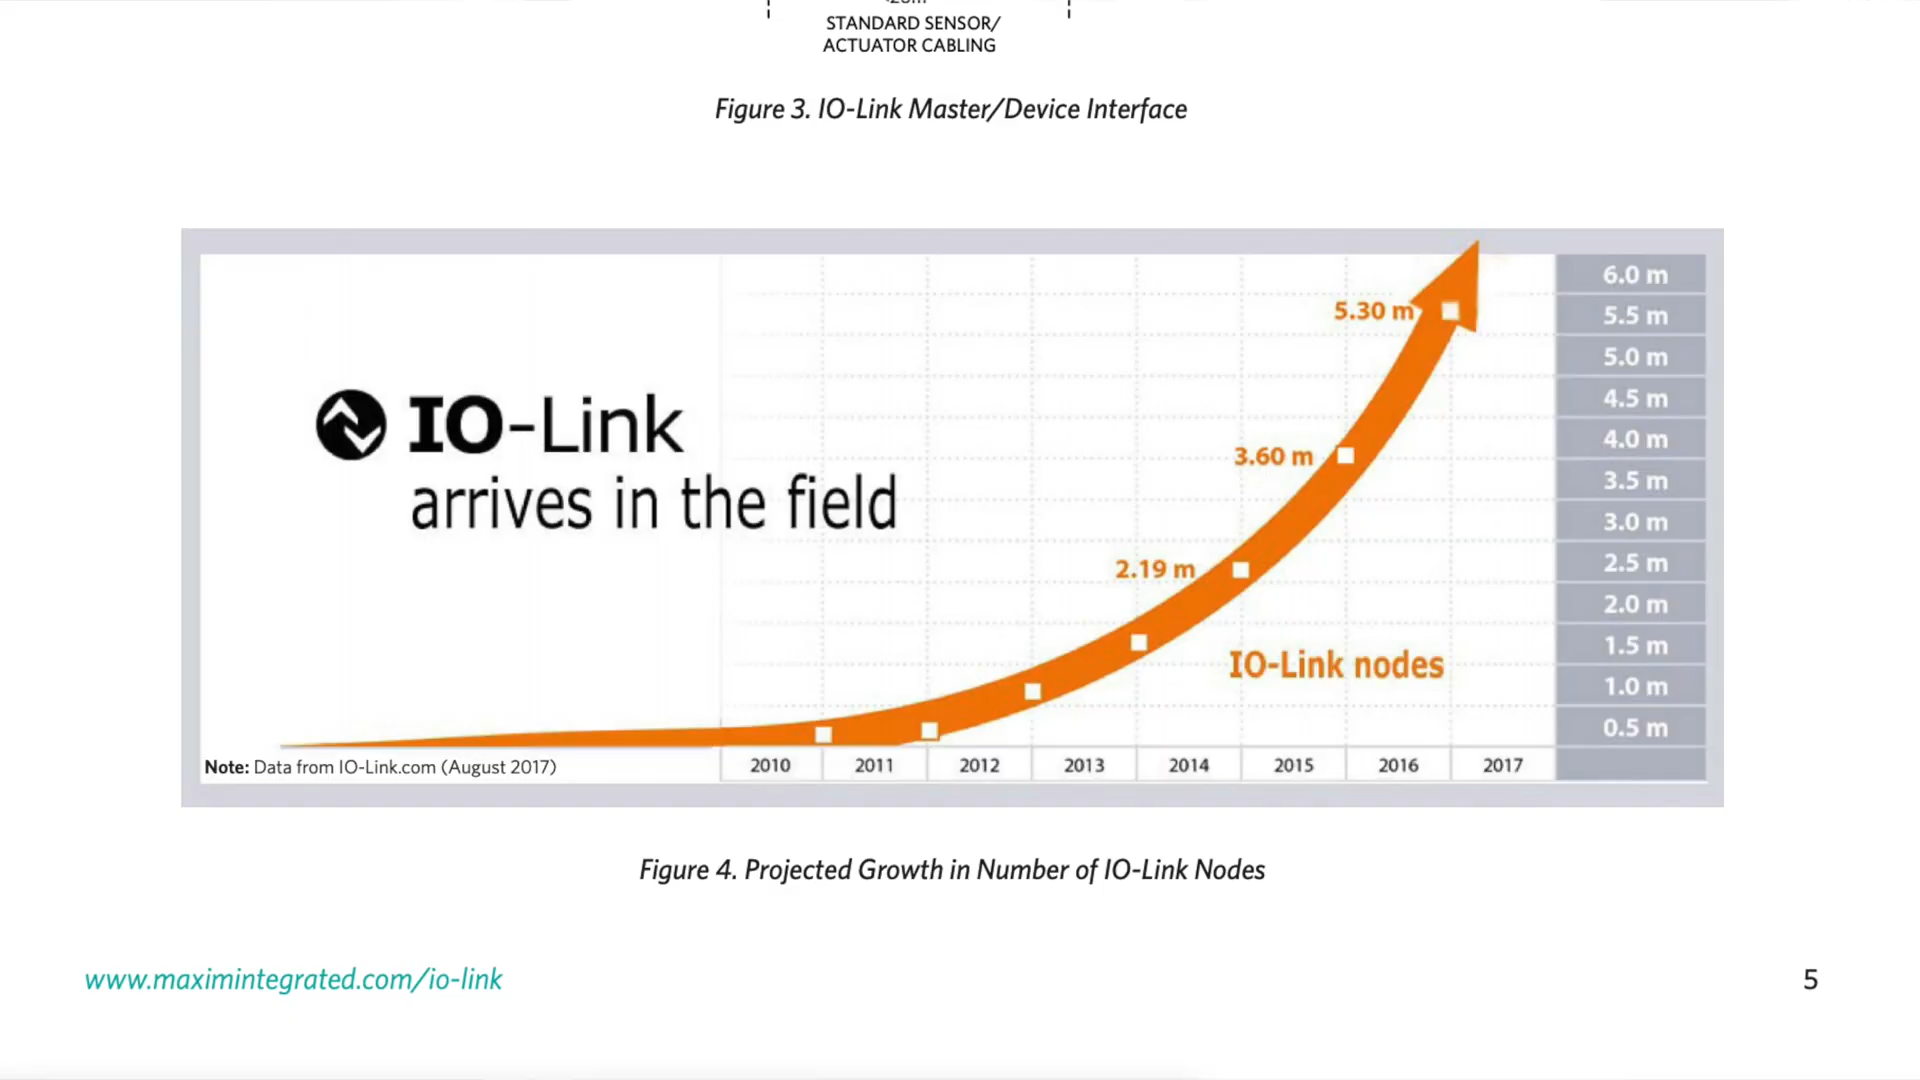 STANDARD SENSOR/
ACTUATOR CABLING
Figure 3. IO-Link Master/Device Interface
IO-Link
arrives in the field
5.30 m
3.60 m
2.19 m
IO-Link nodes
6.0 m
5.5 m
5.0 m
4.5 m
4.0 m
3.5 m
3.0 m
2.5 m
2.0 m
1.5 m
1.0 m
0.5 m
Note: Data from IO-Link.com (August 2017)
2010 2011 2012 2013 2014 2015 2016 2017
Figure 4. Projected Growth in Number of IO-Link Nodes
www.maximintegrated.com/io-link
5